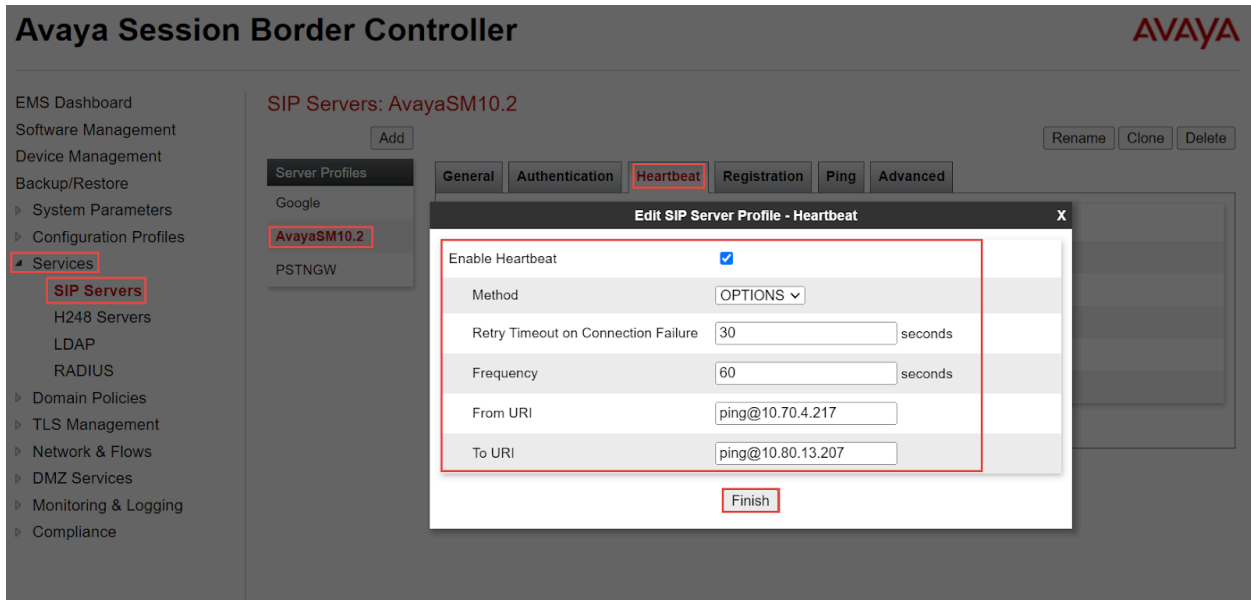 Avaya Session Border Controller
AVAYA
EMS Dashboard
Software Management
Device Management
Backup/Restore
System Parameters
Configuration Profiles
Services
SIP Servers
H248 Servers
LDAP
RADIUS
Domain Policies
TLS Management
Network & Flows
DMZ Services
Monitoring & Logging
Compliance
SIP Servers: AvayaSM10.2
Add
Rename Clone Delete
Server Profiles
Google
AvayaSM10.2
PSTNGW
General Authentication Heartbeat Registration Ping Advanced
Edit SIP Server Profile - Heartbeat X
Enable Heartbeat
Method OPTIONS
Retry Timeout on Connection Failure 30 seconds
Frequency 60 seconds
From URI ping@10.70.4.217
To URI ping@10.80.13.207
Finish